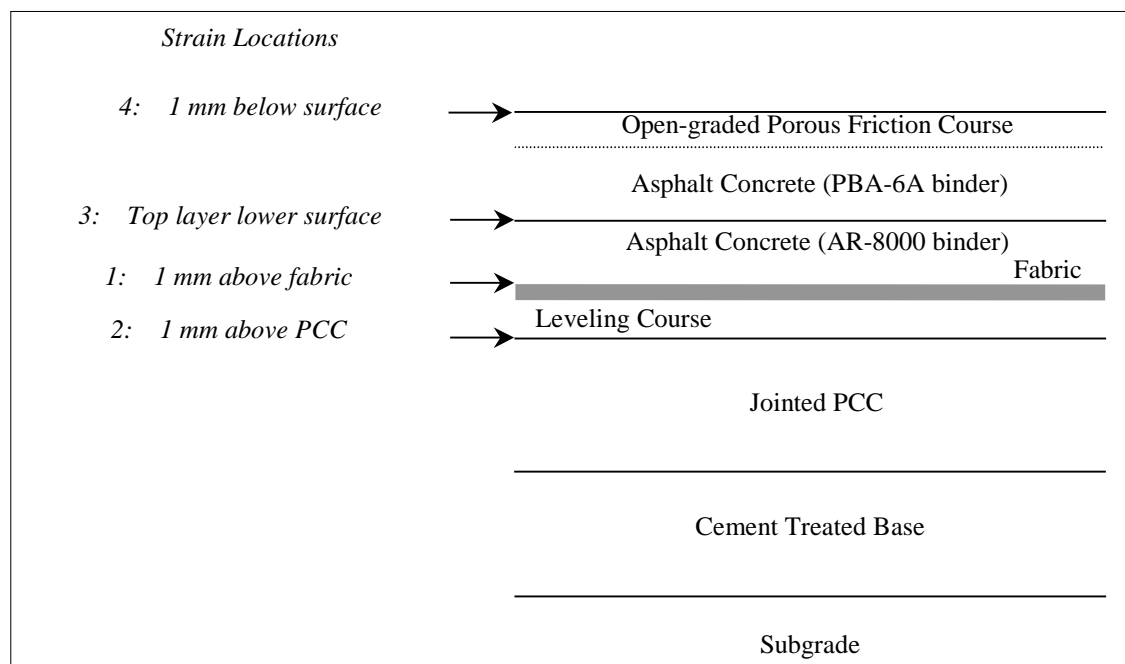 Strain Locations
4: 1 mm below surface
Open-graded Porous Friction Course
Asphalt Concrete (PBA-6A binder)
3: Top layer lower surface
Asphalt Concrete (AR-8000 binder)
1: 1 mm above fabric
Fabric
Leveling Course
2: 1 mm above PCC
Jointed PCC
Cement Treated Base
Subgrade